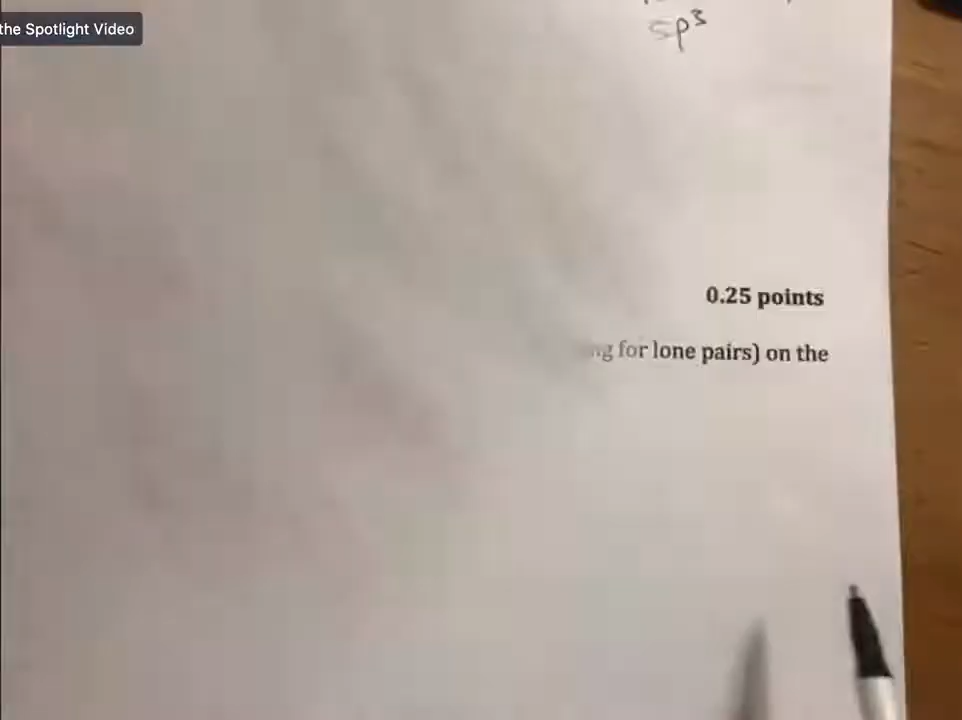 the Spotlight Video
sp³
0.25 points
for lone pairs) on the